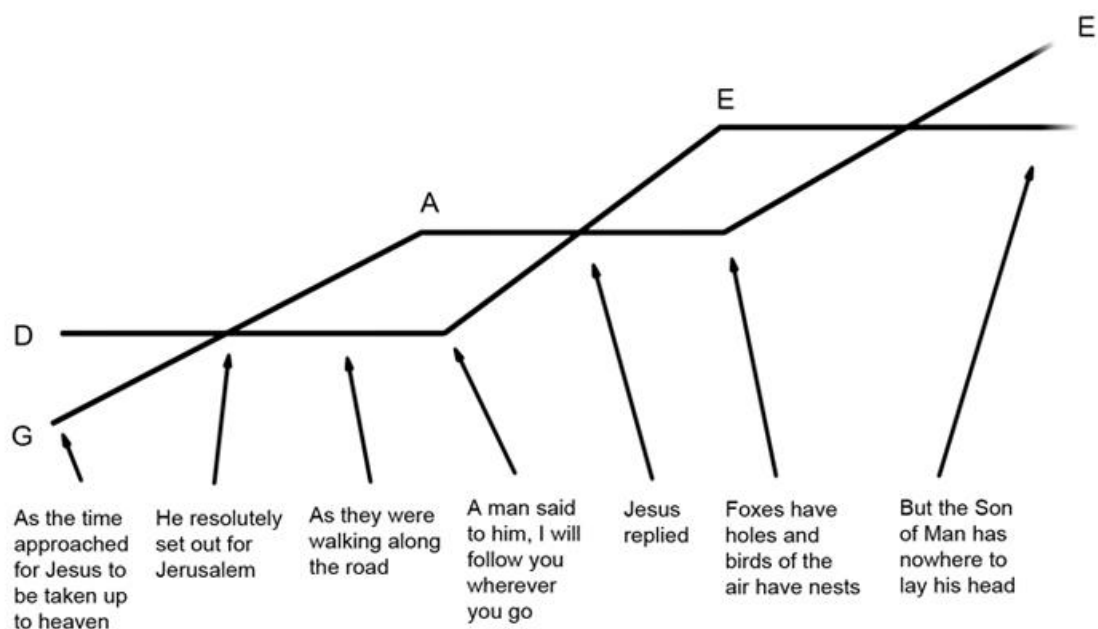 E
E
A
D
G
As the time
approached
for Jesus to
be taken up
to heaven
He resolutely
set out for
Jerusalem
As they were
walking along
the road
A man said
to him, I will
follow you
wherever
you go
Jesus
replied
Foxes have
holes and
birds of the
air have nests
But the Son
of Man has
nowhere to
lay his head